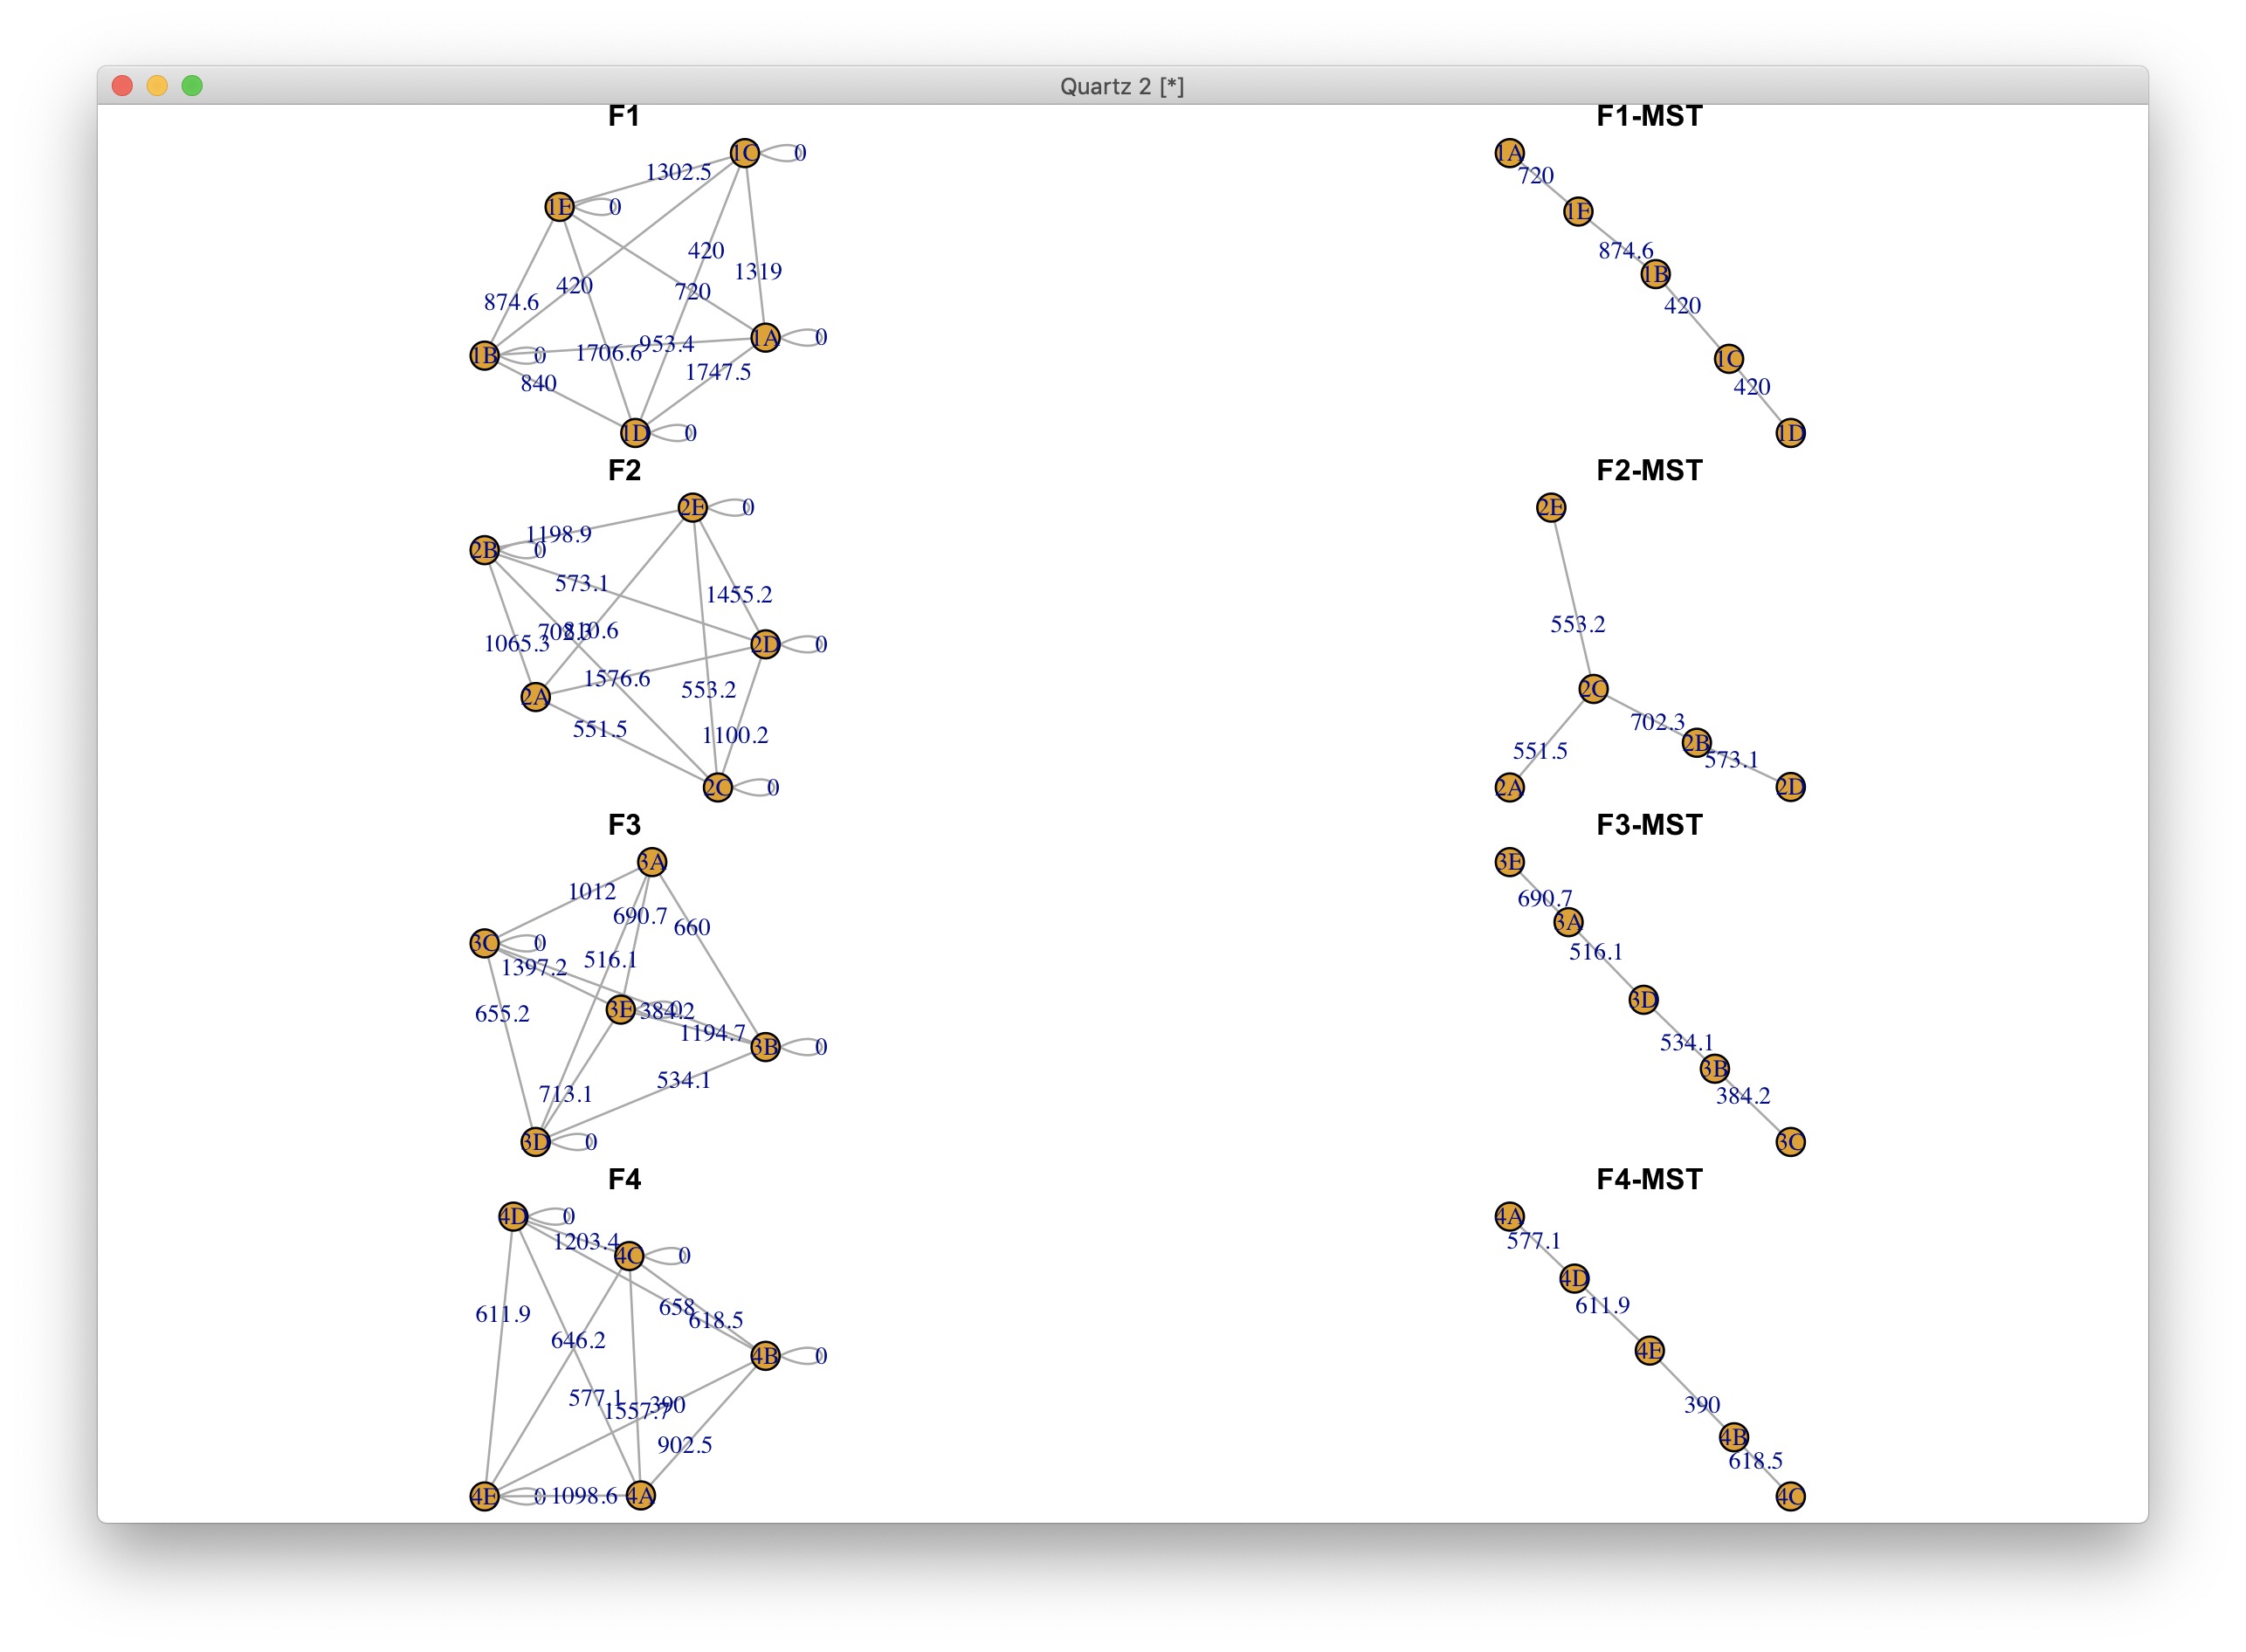 Quartz 2 [*]
F1
1C 0
1302.5
1E 0
420
1319
420
720
874.6
1A 0
953.4
1B 0
1706.6
1747.5
840
1D 0
F1-MST
1A
720
1E
874.6
1B
420
1C
420
1D
F2
2E 0
1198.9
2B 0
573.1
1455.2
702.3
810.6
1065.3
2D 0
1576.6
553.2
2A
551.5
1100.2
2C 0
F2-MST
2E
553.2
2C
702.3
2B
551.5
573.1
2A
2D
F3
3A
1012
690.7
660
3C 0
516.1
1397.2
3E 0
384.2
655.2
1194.7
3B 0
534.1
713.1
3D 0
F3-MST
3E
690.7
3A
516.1
3D
534.1
3B
384.2
3C
F4
4D 0
1203.4
4C 0
658
611.9
618.5
646.2
4B 0
577.1
390
1557.7
902.5
4E 0 1098.6 4A
F4-MST
4A
577.1
4D
611.9
4E
390
4B
618.5
4C